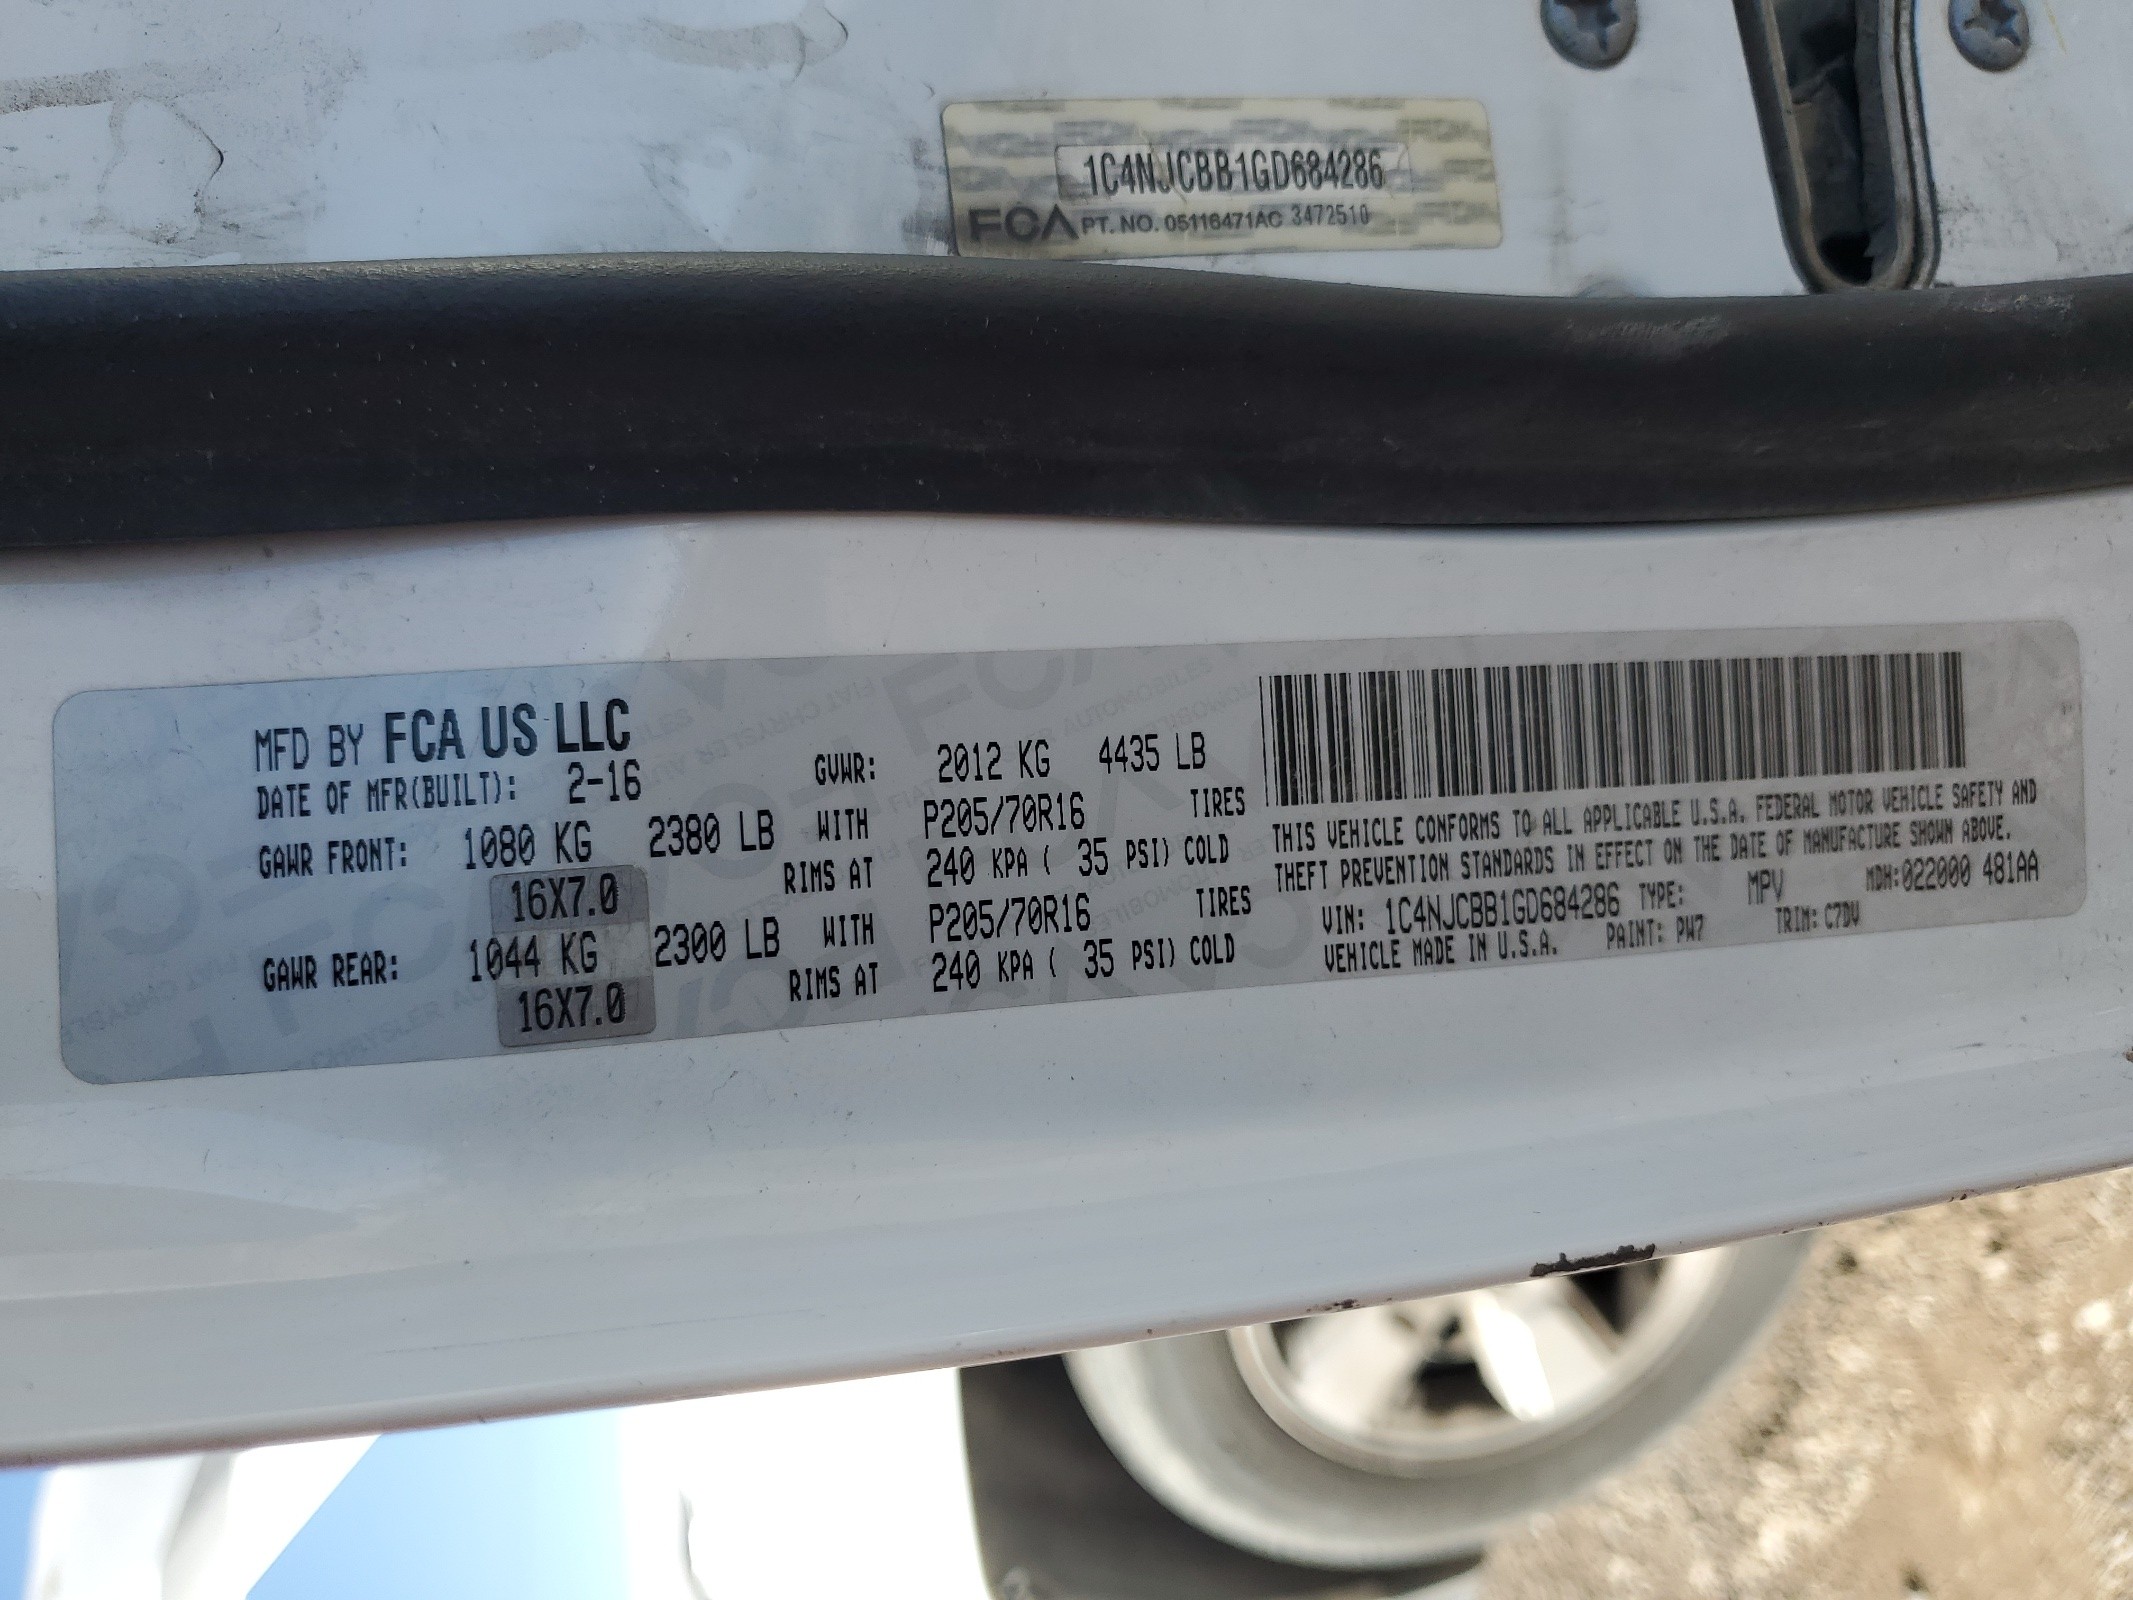 1C4NJCBB1GD684286
FCA PT. NO. 05116471AC 3472510
MFD BY FCA US LLC
DATE OF MFR(BUILT): 2-16 GVWR: 2012 KG 4435 LB
GAWR FRONT: 1080 KG 2380 LB WITH P205/70R16 TIRES
16X7.0 RIMS AT 240 KPA ( 35 PSI) COLD
GAWR REAR: 1044 KG 2300 LB WITH P205/70R16 TIRES
16X7.0 RIMS AT 240 KPA ( 35 PSI) COLD
THIS VEHICLE CONFORMS TO ALL APPLICABLE U.S.A. FEDERAL MOTOR VEHICLE SAFETY AND
THEFT PREVENTION STANDARDS IN EFFECT ON THE DATE OF MANUFACTURE SHOWN ABOVE.
VIN: 1C4NJCBB1GD684286 TYPE: MPV MDH:022000 481AA
VEHICLE MADE IN U.S.A. PAINT: PW7 TRIM: C7DV